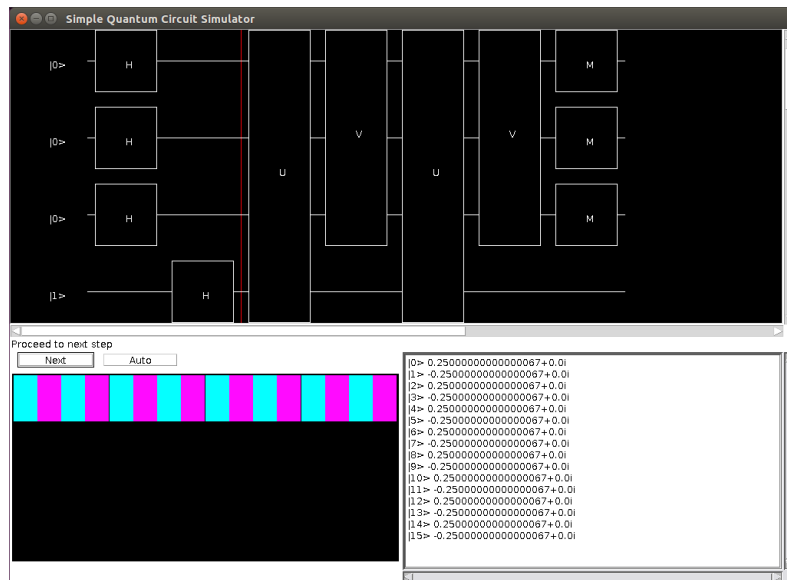 Simple Quantum Circuit Simulator
|0> H M
|0> H V V M
U U
|0> H M
|1> H
Proceed to next step
Next Auto
|0> 0.25000000000000067+0.0i
|1> -0.25000000000000067+0.0i
|2> 0.25000000000000067+0.0i
|3> -0.25000000000000067+0.0i
|4> 0.25000000000000067+0.0i
|5> -0.25000000000000067+0.0i
|6> 0.25000000000000067+0.0i
|7> -0.25000000000000067+0.0i
|8> 0.25000000000000067+0.0i
|9> -0.25000000000000067+0.0i
|10> 0.25000000000000067+0.0i
|11> -0.25000000000000067+0.0i
|12> 0.25000000000000067+0.0i
|13> -0.25000000000000067+0.0i
|14> 0.25000000000000067+0.0i
|15> -0.25000000000000067+0.0i